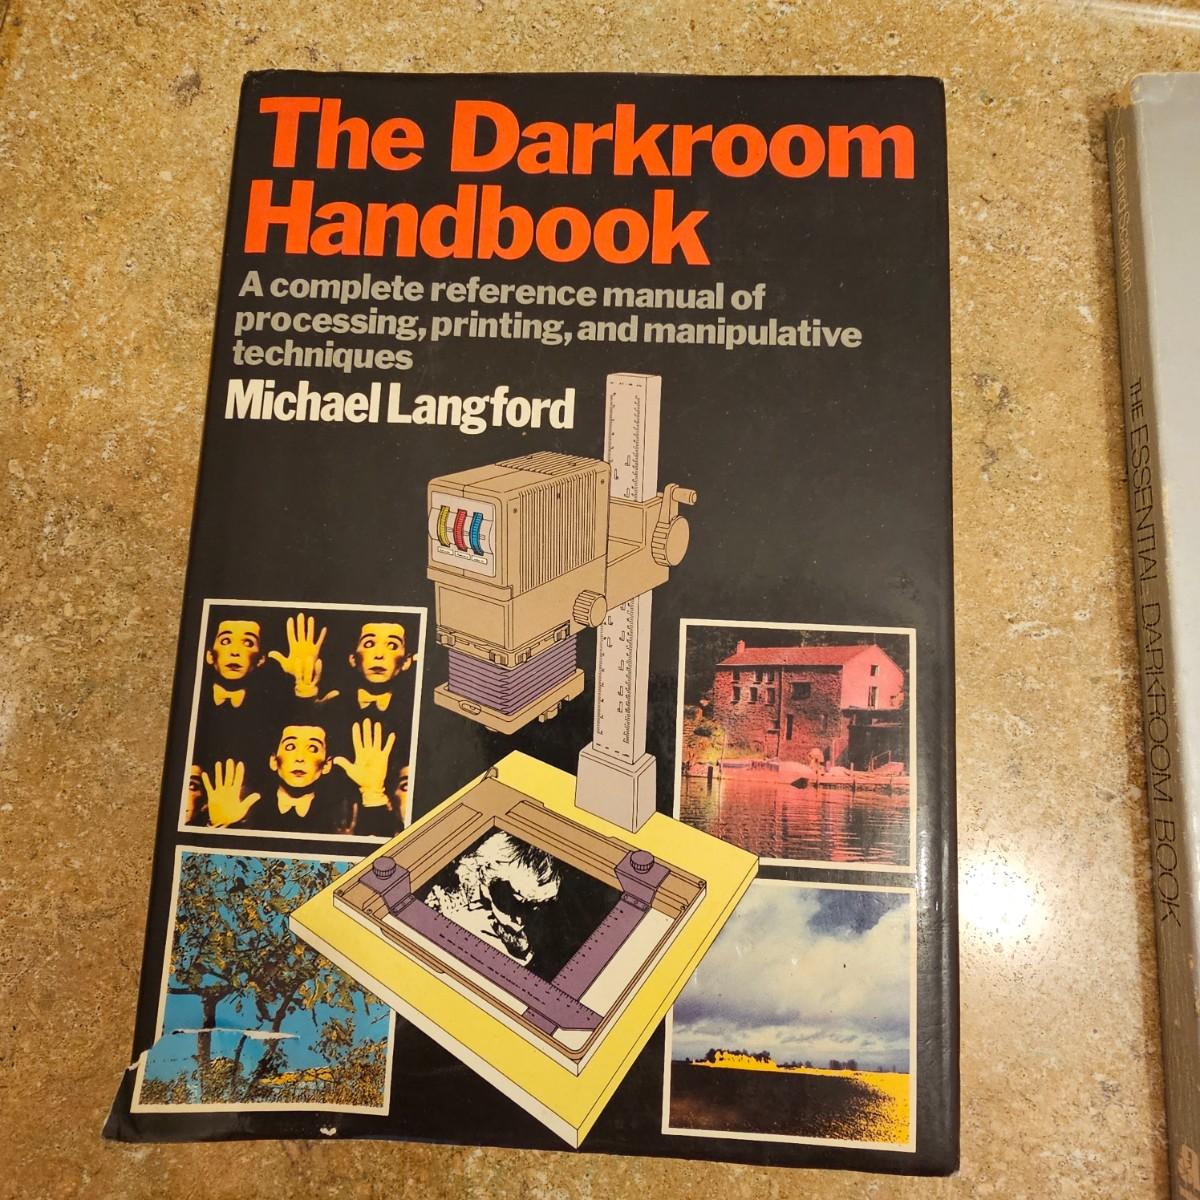 The Darkroom
Handbook
A complete reference manual of
processing, printing, and manipulative
techniques
Michael Langford
THE ESSENTIAL DARKROOM BOOK